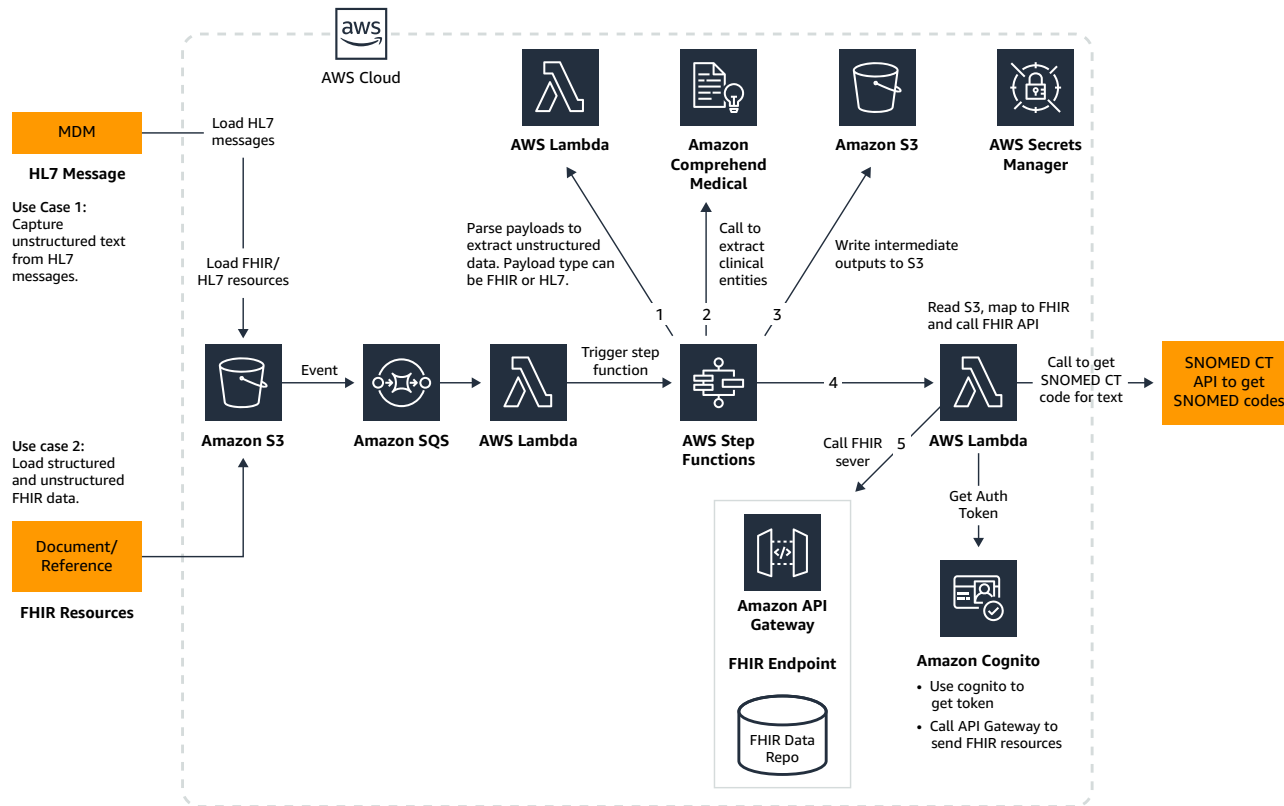 aws
AWS Cloud
MDM
HL7 Message
Use Case 1:
Capture
unstructured text
from HL7
messages.
Load HL7
messages
Load FHIR/
HL7 resources
AWS Lambda
Amazon
Comprehend
Medical
Amazon S3
AWS Secrets
Manager
Parse payloads to
extract unstructured
data. Payload type can
be FHIR or HL7.
Call to
extract
clinical
entities
Write intermediate
outputs to S3
1
2
3
Read S3, map to FHIR
and call FHIR API
Event
Trigger step
function
4
Call to get
SNOMED CT
code for text
SNOMED CT
API to get
SNOMED codes
Amazon S3
Amazon SQS
AWS Lambda
AWS Step
Functions
AWS Lambda
Call FHIR
sever
5
Use case 2:
Load structured
and unstructured
FHIR data.
Document/
Reference
FHIR Resources
Get Auth
Token
</>
Amazon API
Gateway
FHIR Endpoint
FHIR Data
Repo
Amazon Cognito
• Use cognito to
get token
• Call API Gateway to
send FHIR resources